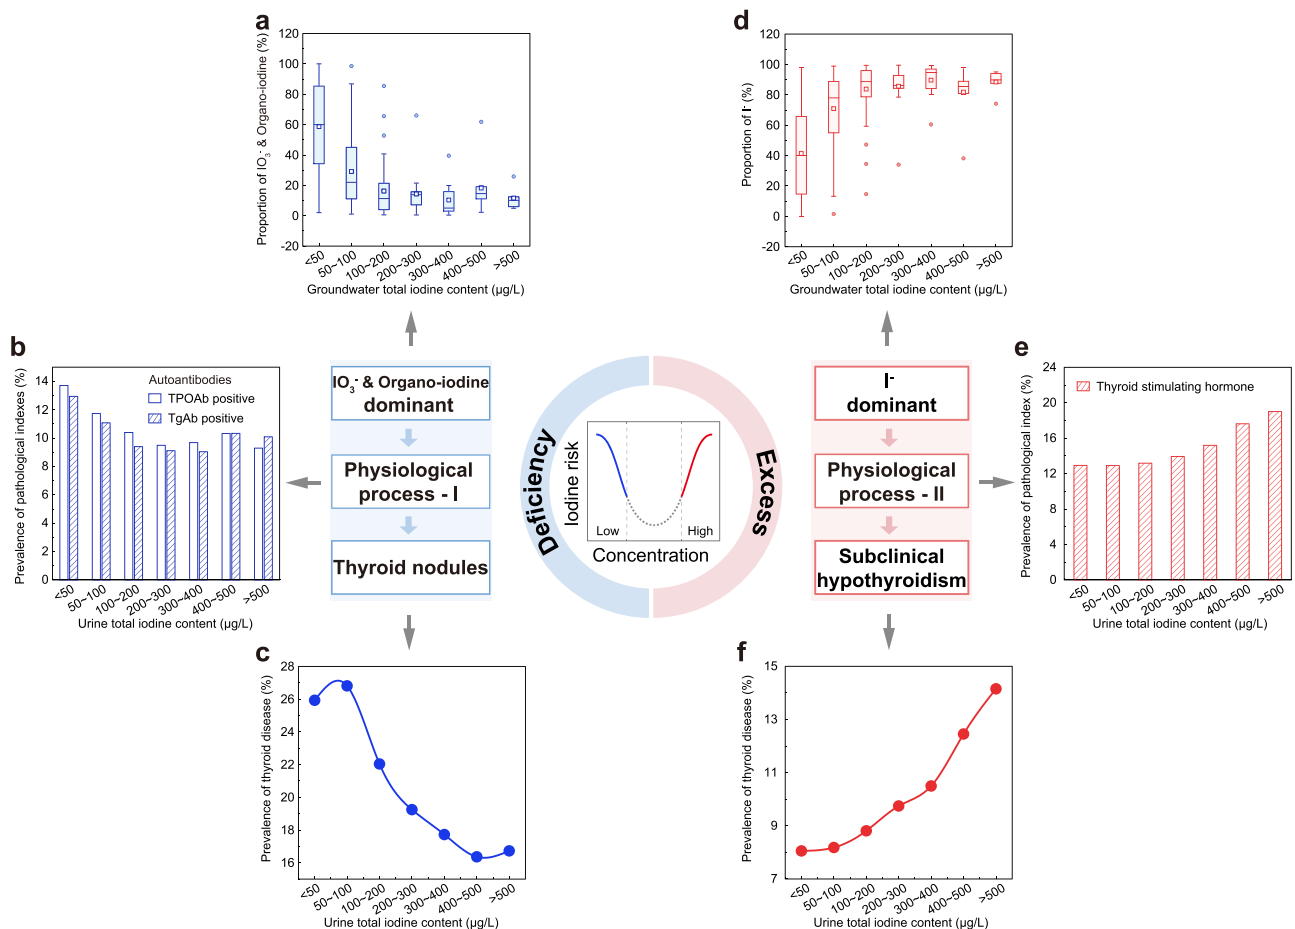 a
Proportion of IO₃⁻ & Organo-iodine (%)
120
100
80
60
40
20
0
-20
<50
50~100
100~200
200~300
300~400
400~500
>500
Groundwater total iodine content (μg/L)
d
Proportion of I⁻ (%)
120
100
80
60
40
20
0
-20
<50
50~100
100~200
200~300
300~400
400~500
>500
Groundwater total iodine content (μg/L)
b
Prevalence of pathological indexes (%)
14
12
10
8
6
4
2
0
Autoantibodies
TPOAb positive
TgAb positive
<50
50~100
100~200
200~300
300~400
400~500
>500
Urine total iodine content (μg/L)
IO₃⁻ & Organo-iodine
dominant
Physiological
process - I
Thyroid nodules
Deficiency
Excess
Iodine risk
Low
High
Concentration
I⁻
dominant
Physiological
process - II
Subclinical
hypothyroidism
e
Prevalence of pathological index (%)
24
20
16
12
8
4
0
Thyroid stimulating hormone
<50
50~100
100~200
200~300
300~400
400~500
>500
Urine total iodine content (μg/L)
c
Prevalence of thyroid disease (%)
28
26
24
22
20
18
16
<50
50~100
100~200
200~300
300~400
400~500
>500
Urine total iodine content (μg/L)
f
Prevalence of thyroid disease (%)
15
13
11
9
7
<50
50~100
100~200
200~300
300~400
400~500
>500
Urine total iodine content (μg/L)